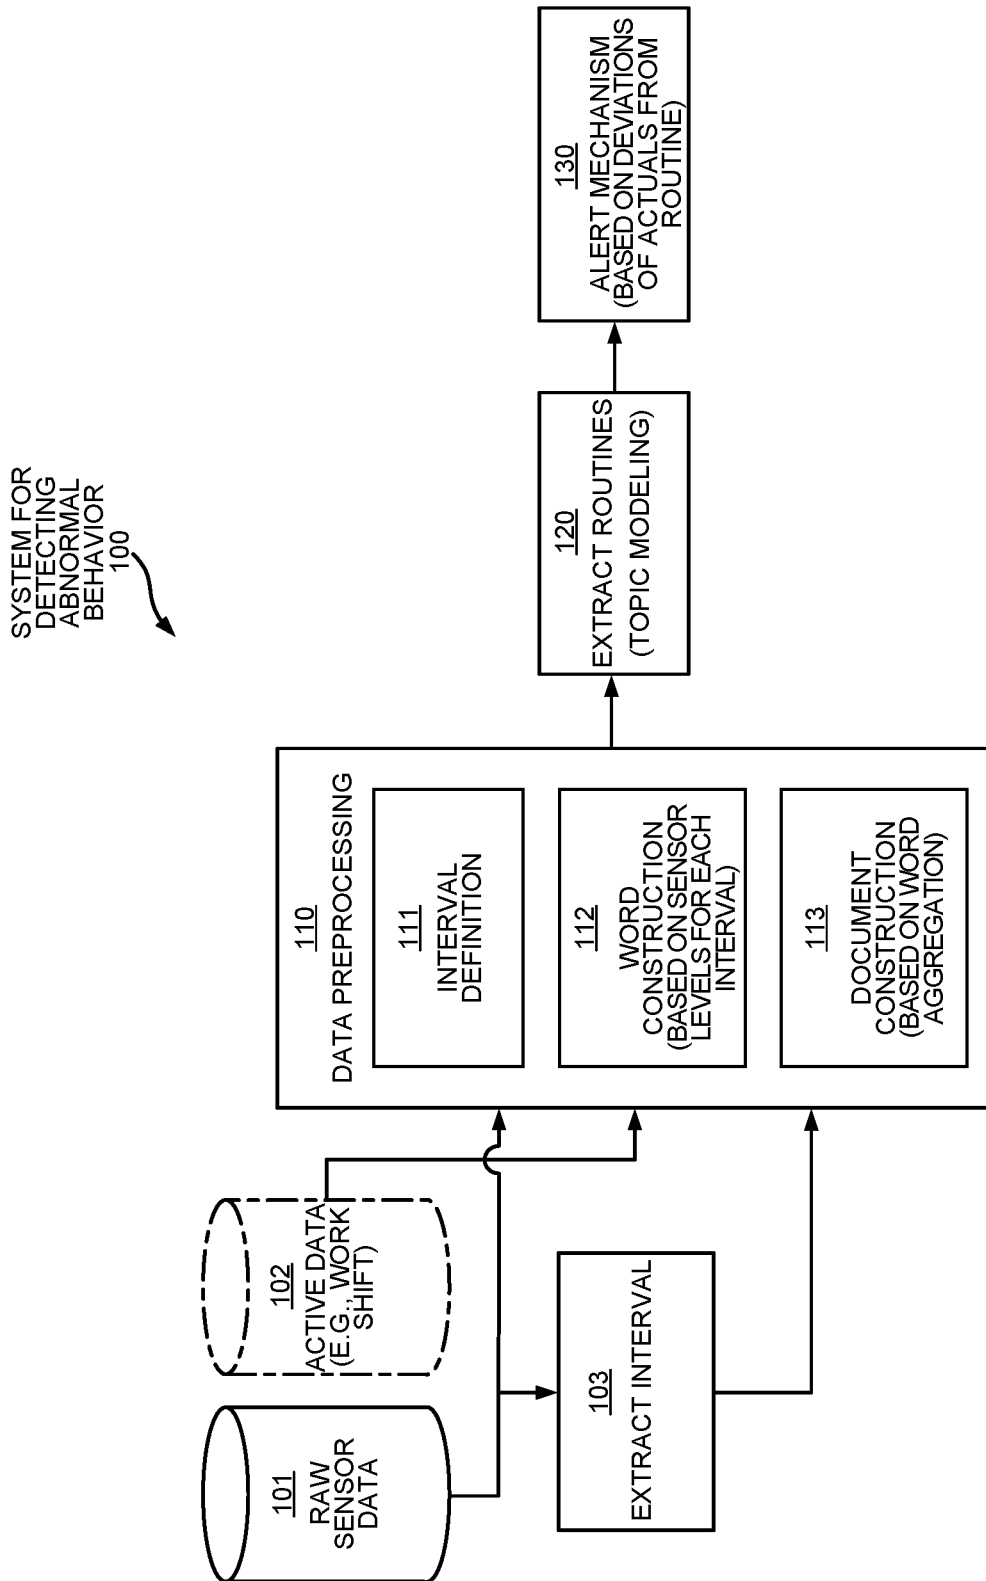 SYSTEM FOR
DETECTING
ABNORMAL
BEHAVIOR
100
101
RAW
SENSOR
DATA
102
ACTIVE DATA
(E.G., WORK
SHIFT)
103
EXTRACT INTERVAL
110
DATA PREPROCESSING
111
INTERVAL
DEFINITION
112
WORD
CONSTRUCTION
(BASED ON SENSOR
LEVELS FOR EACH
INTERVAL)
113
DOCUMENT
CONSTRUCTION
(BASED ON WORD
AGGREGATION)
120
EXTRACT ROUTINES
(TOPIC MODELING)
130
ALERT MECHANISM
(BASED ON DEVIATIONS
OF ACTUALS FROM
ROUTINE)